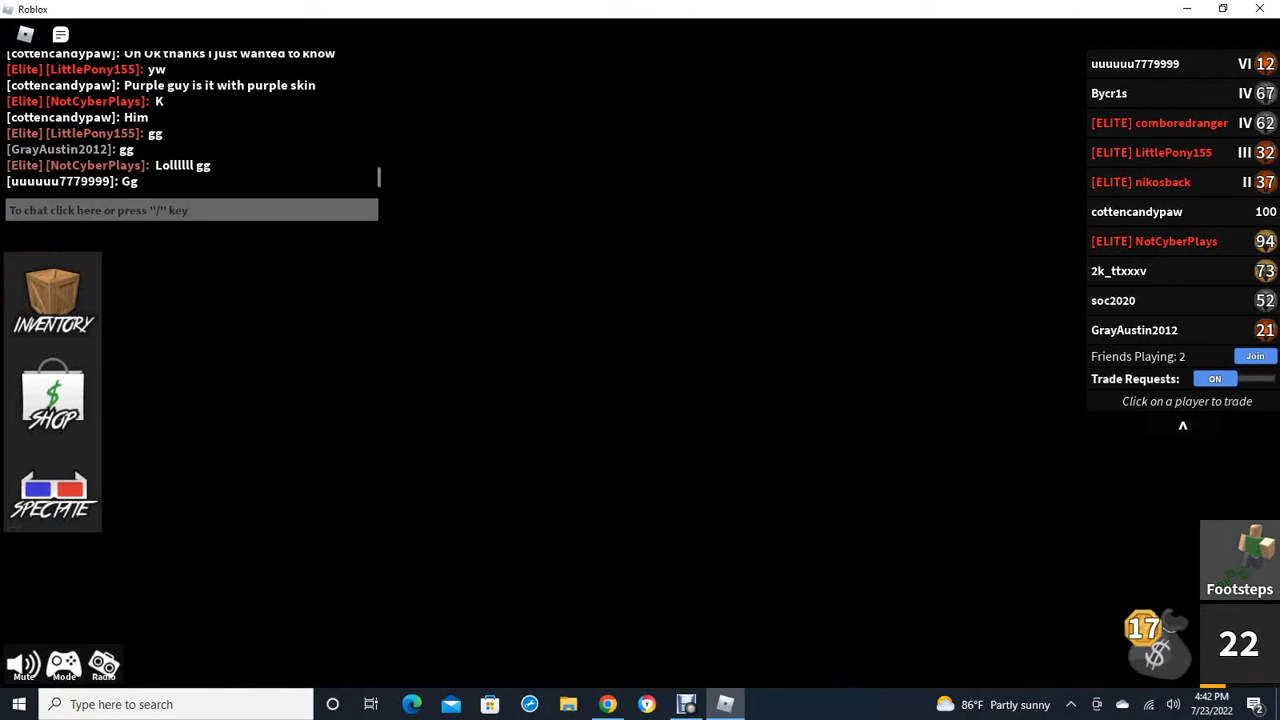 Roblox
[cottencandypaw]: Oh Ok thanks I just wanted to know
[Elite] [LittlePony155]: yw
[cottencandypaw]: Purple guy is it with purple skin
[Elite] [NotCyberPlays]: K
[cottencandypaw]: Him
[Elite] [LittlePony155]: gg
[GrayAustin2012]: gg
[Elite] [NotCyberPlays]: Lollllll gg
[uuuuuu7779999]: Gg
To chat click here or press "/" key
INVENTORY
$
SHOP
SPECTATE
Mute
Mode
Radio
uuuuuu7779999 VI 12
Bycr1s IV 67
[ELITE] comboredranger IV 62
[ELITE] LittlePony155 III 32
[ELITE] nikosback II 37
cottencandypaw 100
[ELITE] NotCyberPlays 94
2k_ttxxxv 73
soc2020 52
GrayAustin2012 21
Friends Playing: 2 Join
Trade Requests: ON
Click on a player to trade
Footsteps
17
$
22
Type here to search
86°F Partly sunny
4:42 PM
7/23/2022
2